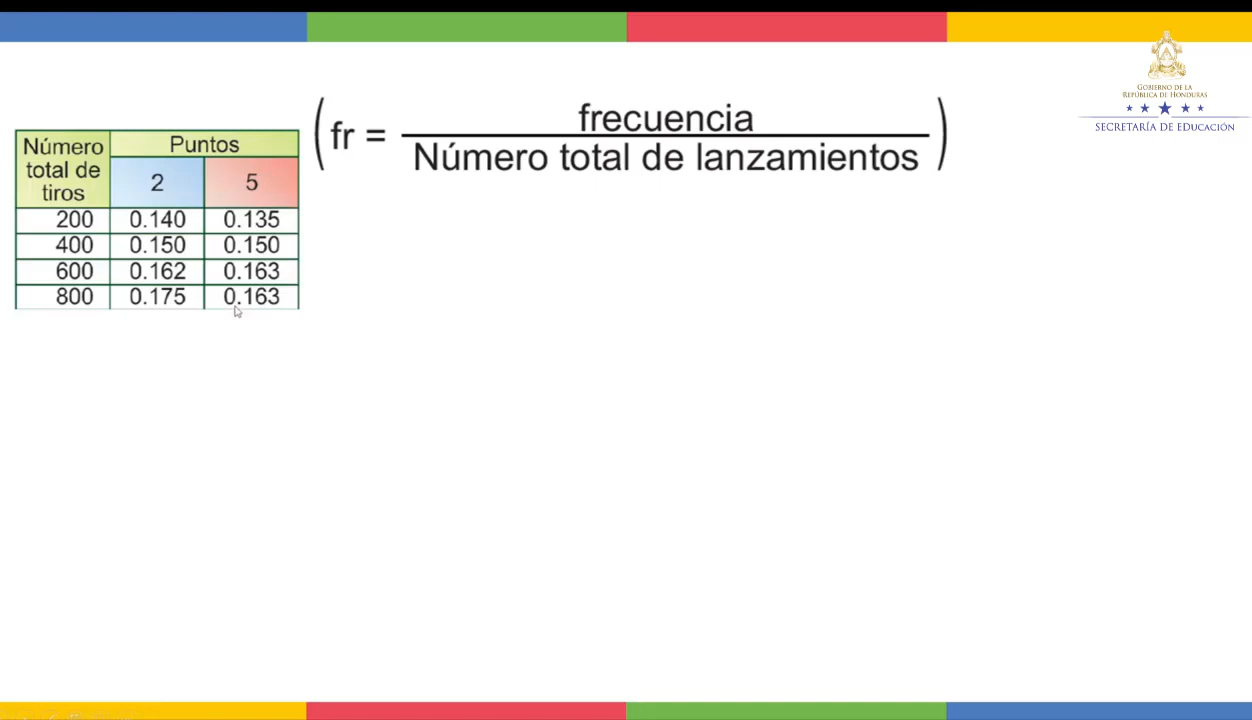 GOBIERNO DE LA
REPÚBLICA DE HONDURAS
SECRETARÍA DE EDUCACIÓN
fr = frecuencia
Número total de lanzamientos
Número total de tiros
Puntos
2 5
200 0.140 0.135
400 0.150 0.150
600 0.162 0.163
800 0.175 0.163